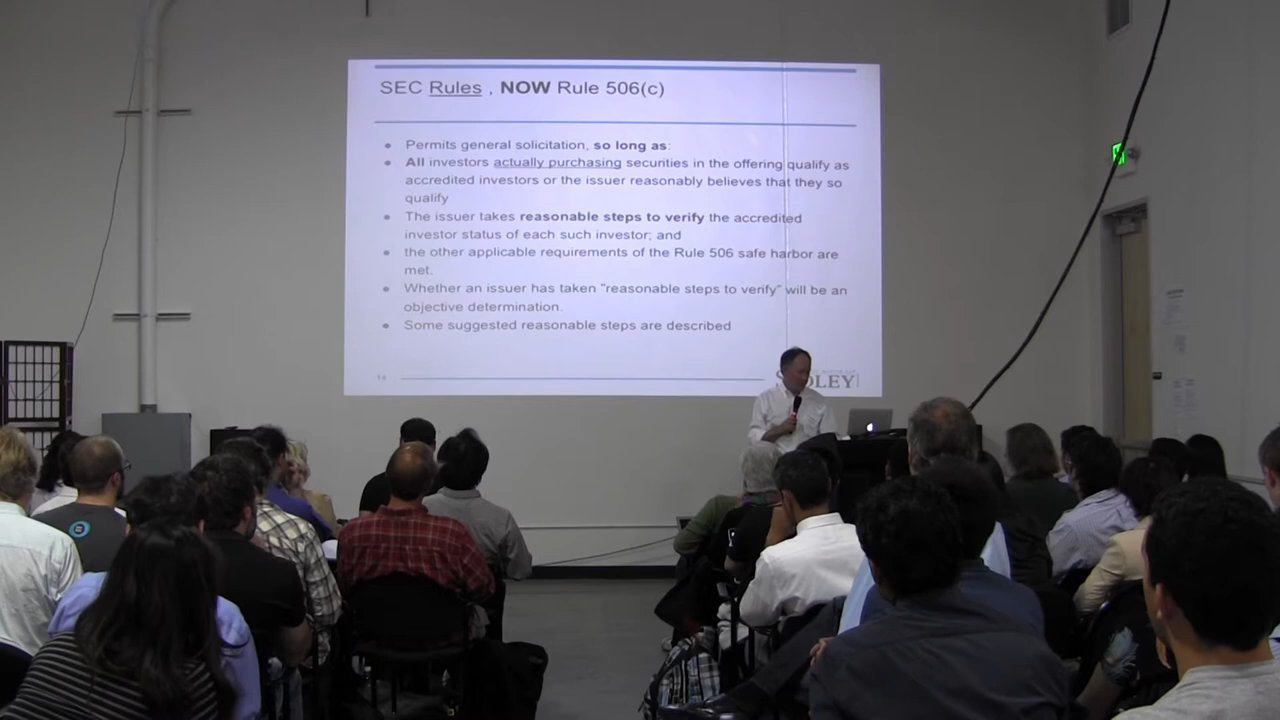 SEC Rules , NOW Rule 506(c)
● Permits general solicitation, so long as:
● All investors actually purchasing securities in the offering qualify as
accredited investors or the issuer reasonably believes that they so
qualify
● The issuer takes reasonable steps to verify the accredited
investor status of each such investor; and
● the other applicable requirements of the Rule 506 safe harbor are
met.
● Whether an issuer has taken "reasonable steps to verify" will be an
objective determination.
● Some suggested reasonable steps are described